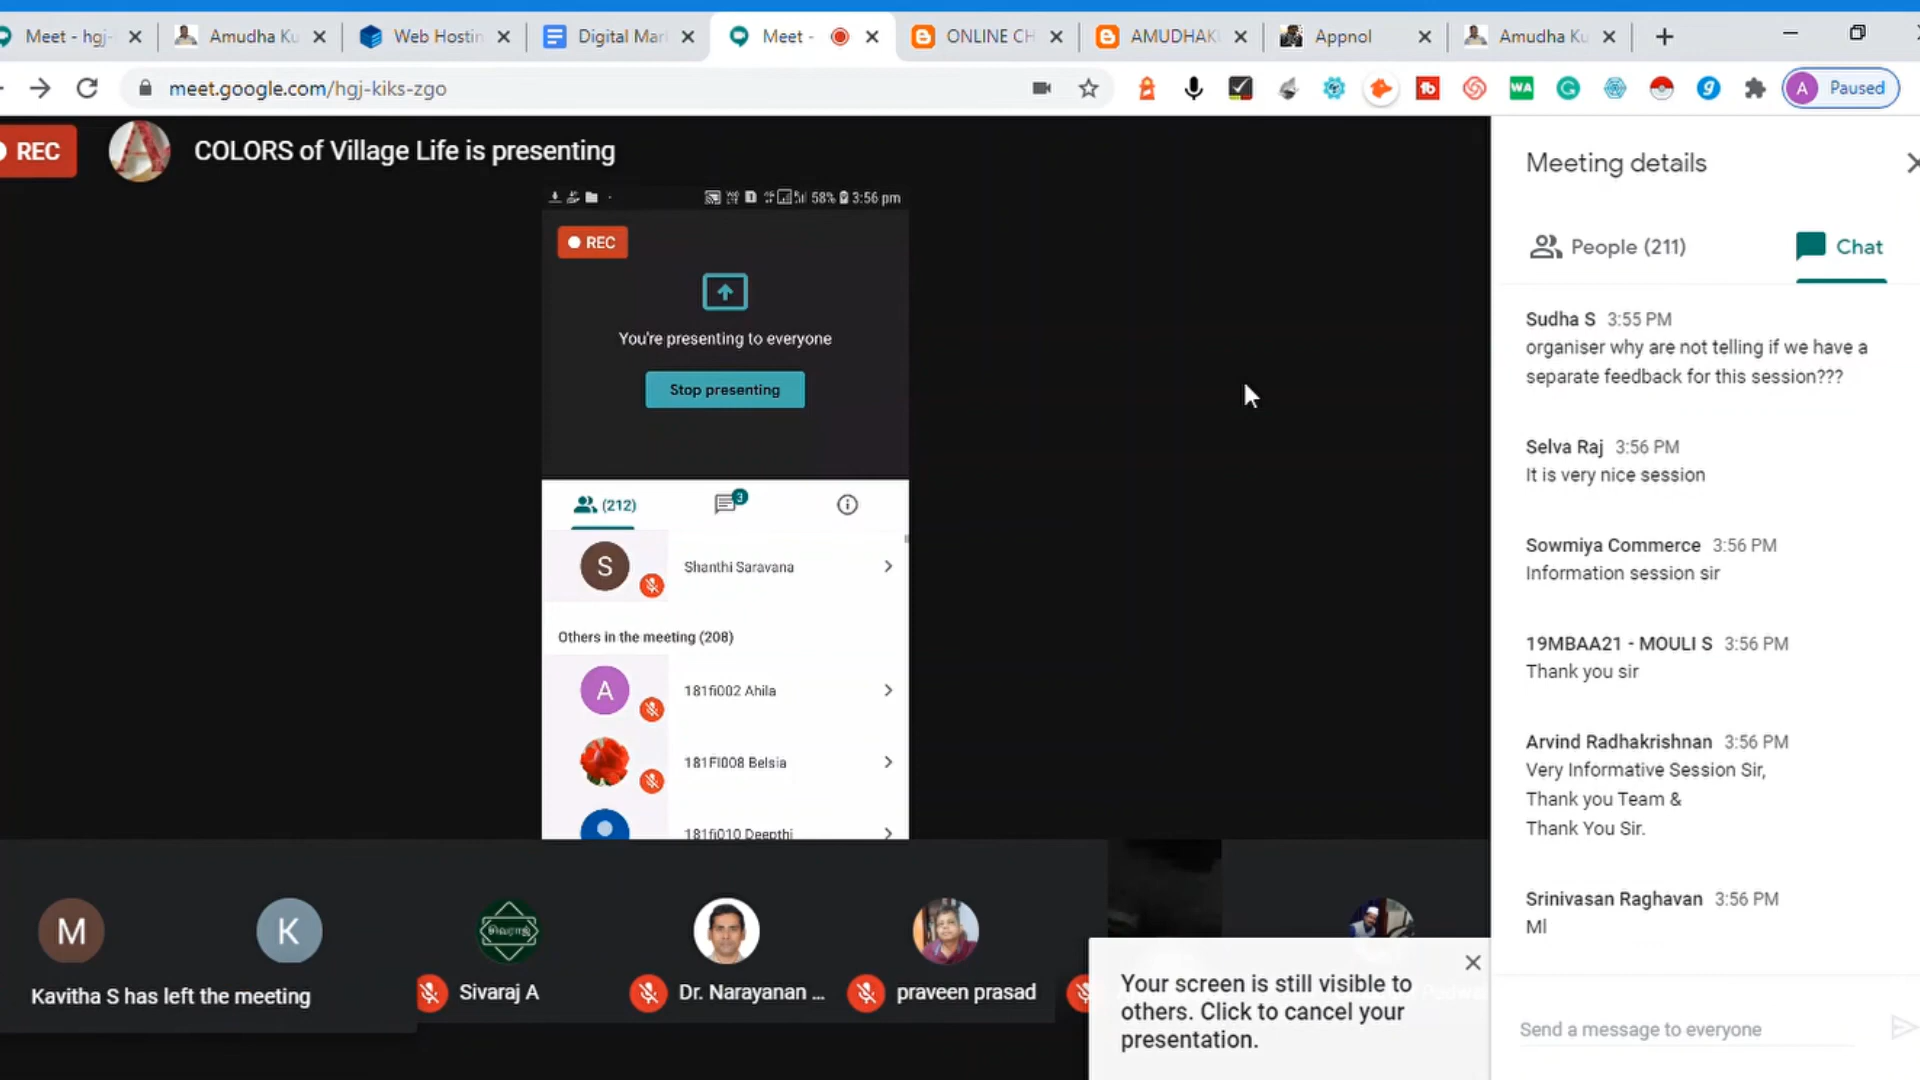 Meet - hgj-
Amudha Ku
Web Hostin
Digital Mar
Meet -
ONLINE CH
AMUDHAK
Appnol
Amudha Ku
meet.google.com/hgj-kiks-zgo
WA
A
Paused
REC
A
COLORS of Village Life is presenting
58% 3:56 pm
REC
You're presenting to everyone
Stop presenting
(212)
3
S
Shanthi Saravana
Others in the meeting (208)
A
181fi002 Ahila
181FI008 Belsia
181fi010 Deepthi
Meeting details
People (211)
Chat
Sudha S 3:55 PM
organiser why are not telling if we have a
separate feedback for this session???
Selva Raj 3:56 PM
It is very nice session
Sowmiya Commerce 3:56 PM
Information session sir
19MBAA21 - MOULI S 3:56 PM
Thank you sir
Arvind Radhakrishnan 3:56 PM
Very Informative Session Sir,
Thank you Team &
Thank You Sir.
Srinivasan Raghavan 3:56 PM
Ml
Send a message to everyone
M
K
Kavitha S has left the meeting
சிவராஜ்
Sivaraj A
Dr. Narayanan ...
praveen prasad
Your screen is still visible to
others. Click to cancel your
presentation.